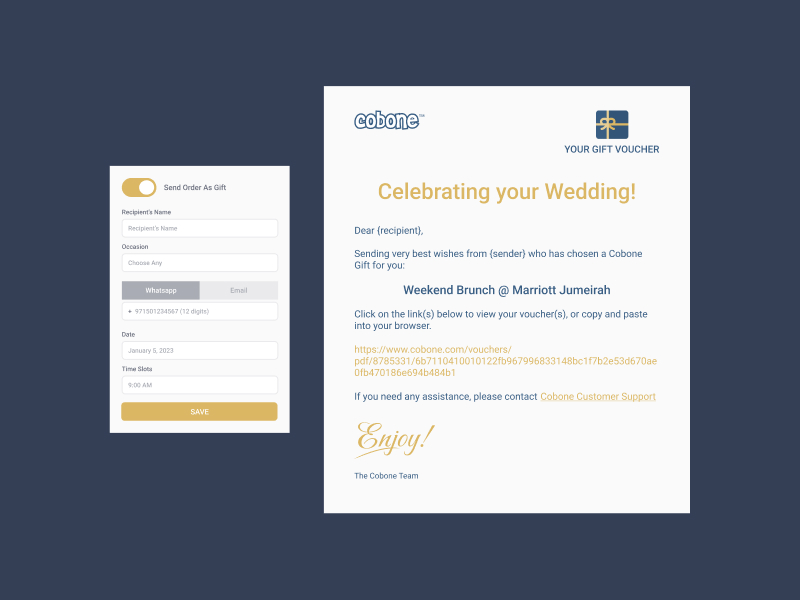 Send Order As Gift
Recipient's Name
Recipient's Name
Occasion
Choose Any
Whatsapp Email
+ 971501234567 (12 digits)
Date
January 5, 2023
Time Slots
9:00 AM
SAVE
cobone™
YOUR GIFT VOUCHER
Celebrating your Wedding!
Dear {recipient},
Sending very best wishes from {sender} who has chosen a Cobone
Gift for you:
Weekend Brunch @ Marriott Jumeirah
Click on the link(s) below to view your voucher(s), or copy and paste
into your browser.
https://www.cobone.com/vouchers/
pdf/8785331/6b7110410010122fb967996833148bc1f7b2e53d670ae
0fb470186e694b484b1
If you need any assistance, please contact Cobone Customer Support
Enjoy!
The Cobone Team